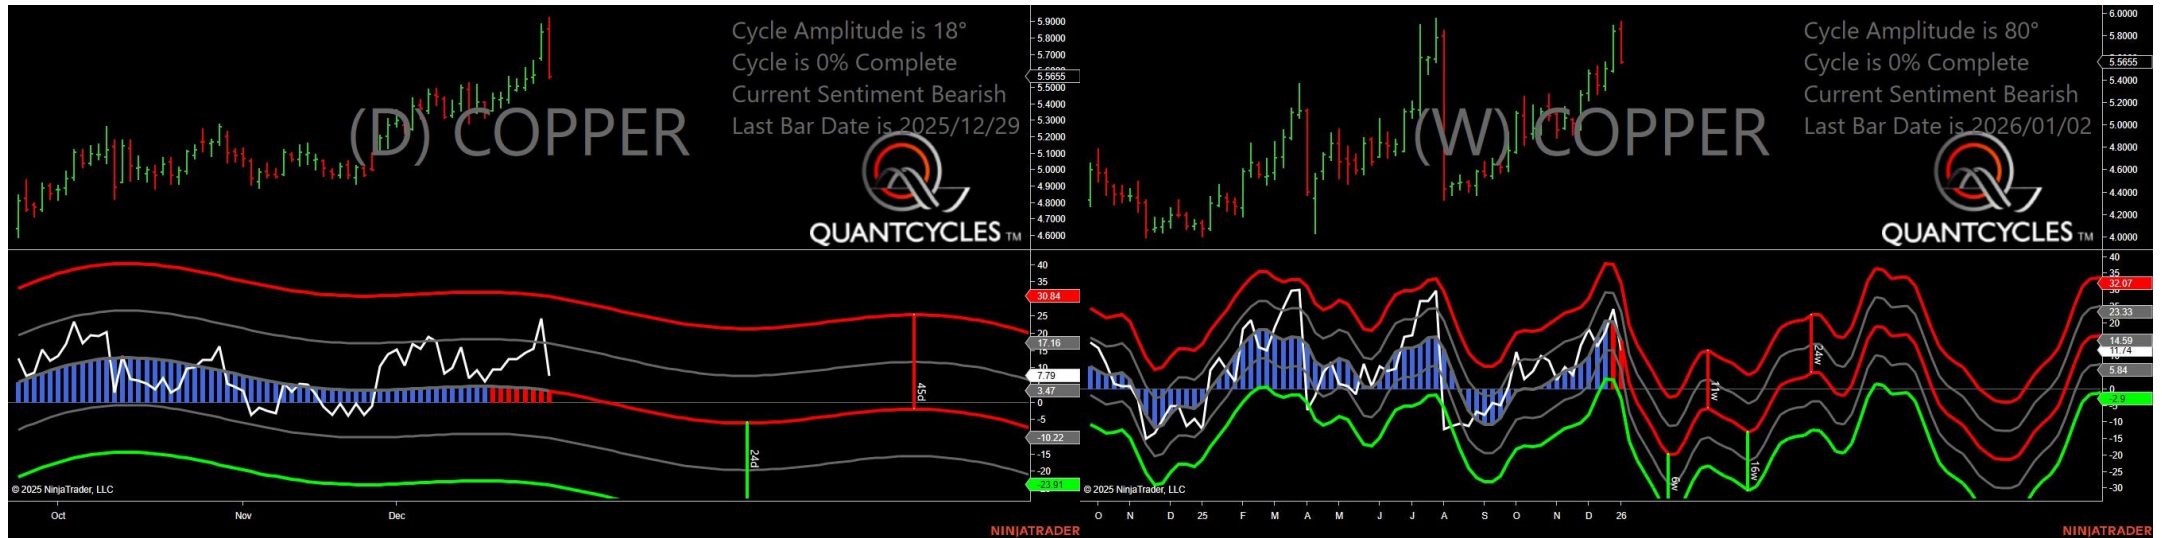 Cycle Amplitude is 18°
Cycle is 0% Complete
Current Sentiment Bearish
Last Bar Date is 2025/12/29
(D) COPPER
QUANTCYCLES TM
5.9000
5.8000
5.7000
5.5655
5.5000
5.4000
5.3000
5.2000
5.1000
5.0000
4.9000
4.8000
4.7000
4.6000
40
35
30.84
25
20
17.16
15
10
7.79
3.47
0
-5
-10.22
-15
-20
-23.91
45d
24d
© 2025 NinjaTrader, LLC
Oct Nov Dec
NINJATRADER
Cycle Amplitude is 80°
Cycle is 0% Complete
Current Sentiment Bearish
Last Bar Date is 2026/01/02
(W) COPPER
QUANTCYCLES TM
6.0000
5.8000
5.5655
5.4000
5.2000
5.0000
4.8000
4.6000
4.4000
4.2000
4.0000
40
35
32.07
23.33
20
14.59
11.74
5.84
0
-2.9
-10
-15
-20
-25
-30
24w
11w
16w
6w
© 2025 NinjaTrader, LLC
O N D 25 F M A M J J A S O N D 26
NINJATRADER